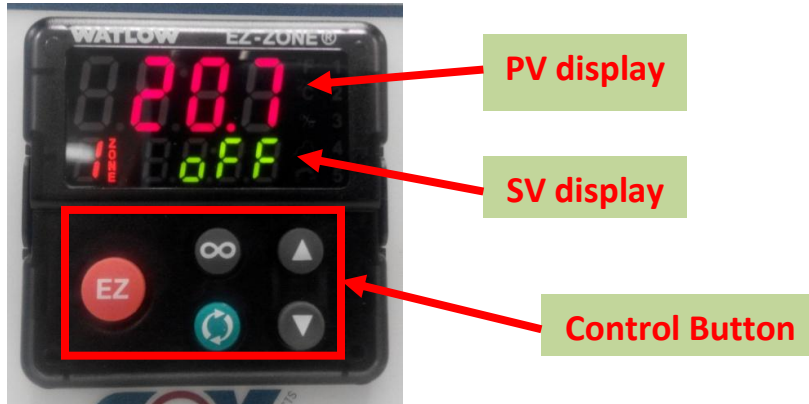 WATLOW EZ-ZONE®
20.7
1 ZONE oFF
EZ
PV display
SV display
Control Button